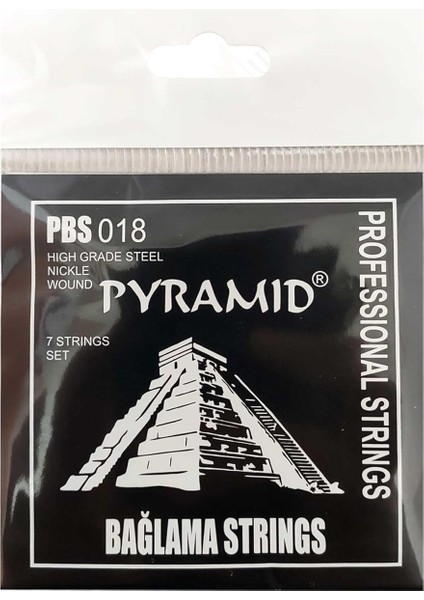 PBS 018
HIGH GRADE STEEL
NICKLE
WOUND
PYRAMID®
7 STRINGS
SET
PROFESSIONAL STRINGS
BAĞLAMA STRINGS